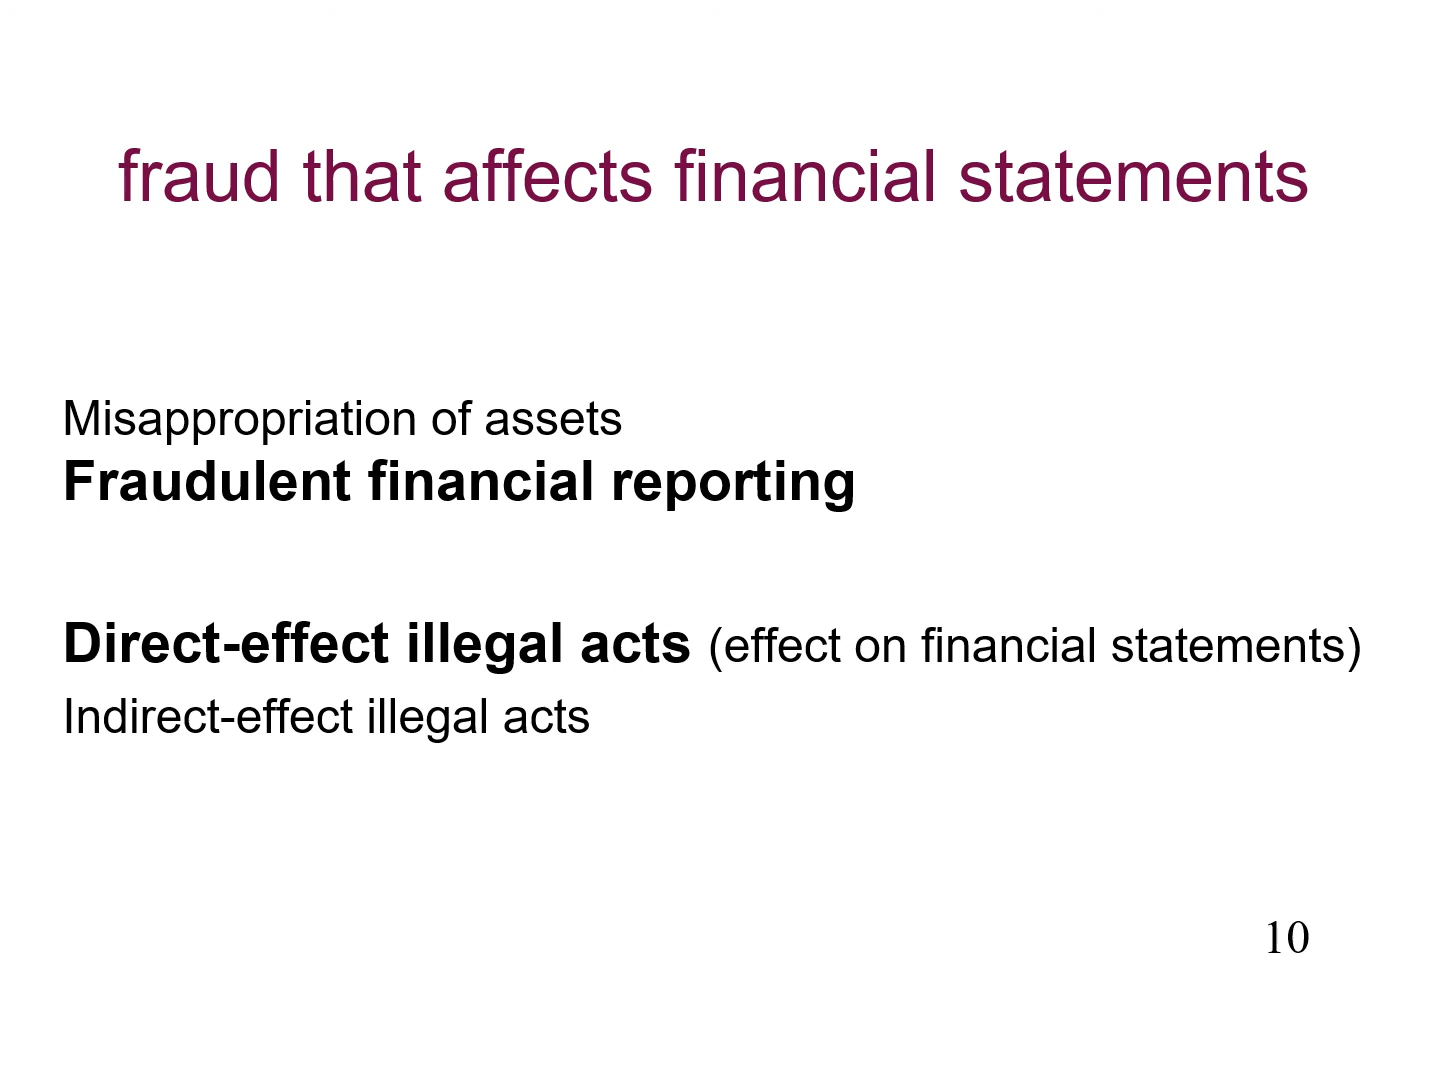 fraud that affects financial statements
Misappropriation of assets
Fraudulent financial reporting
Direct-effect illegal acts (effect on financial statements)
Indirect-effect illegal acts
10